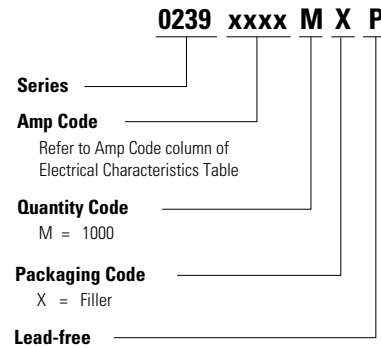 0239 xxxx M X P
Series
Amp Code
Refer to Amp Code column of
Electrical Characteristics Table
Quantity Code
M = 1000
Packaging Code
X = Filler
Lead-free